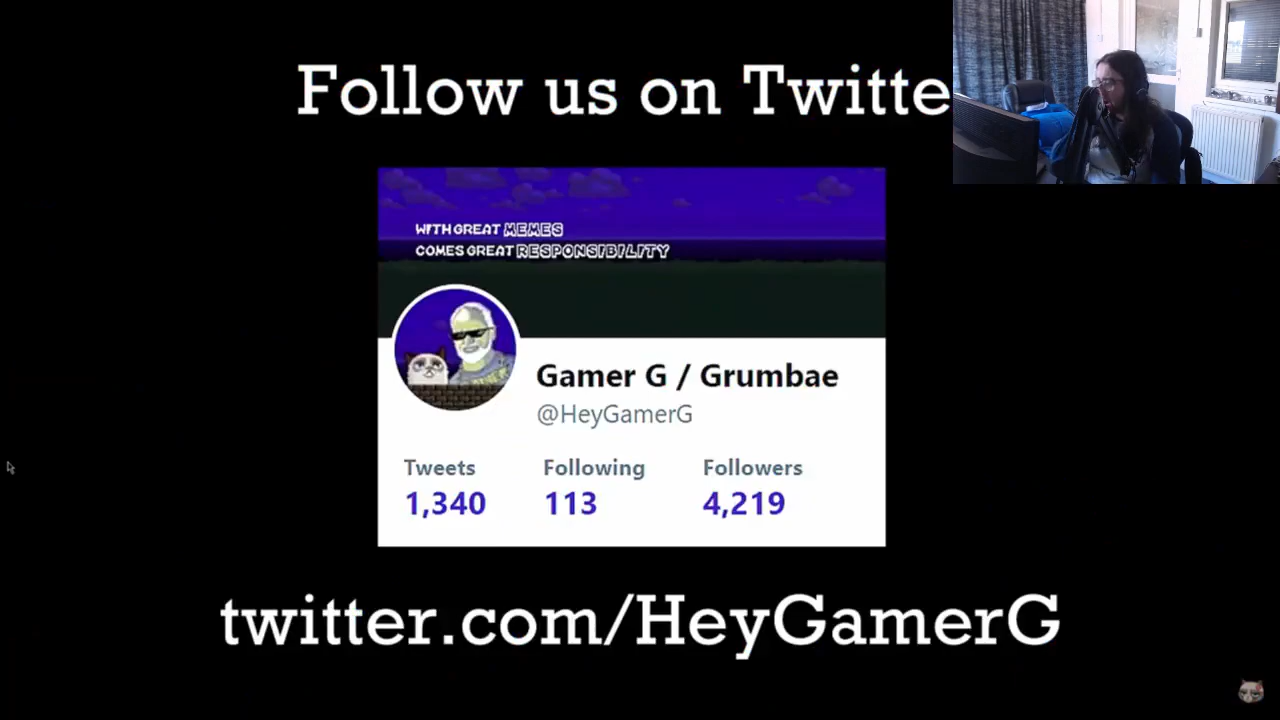 Follow us on Twitte
WITH GREAT MEMES
COMES GREAT RESPONSIBILITY
Gamer G / Grumbae
@HeyGamerG
Tweets Following Followers
1,340 113 4,219
twitter.com/HeyGamerG